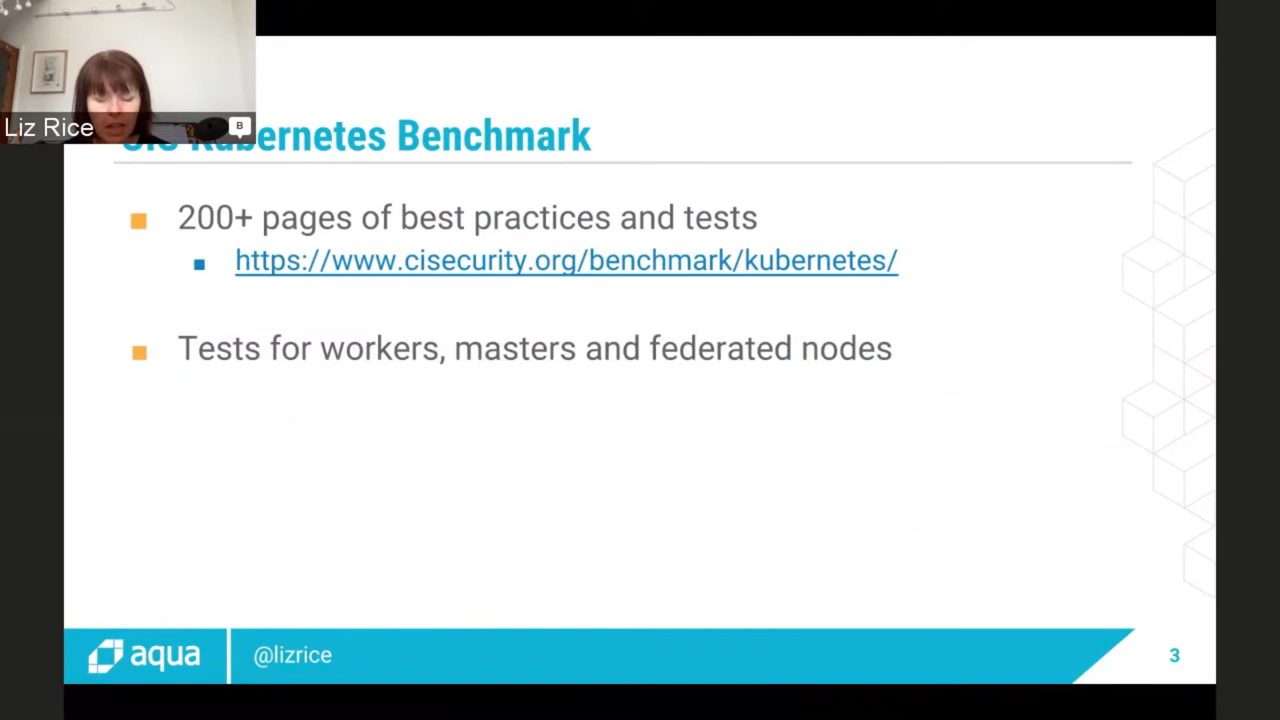 Liz Rice
B
Kubernetes Benchmark
200+ pages of best practices and tests
https://www.cisecurity.org/benchmark/kubernetes/
Tests for workers, masters and federated nodes
aqua
@lizrice
3